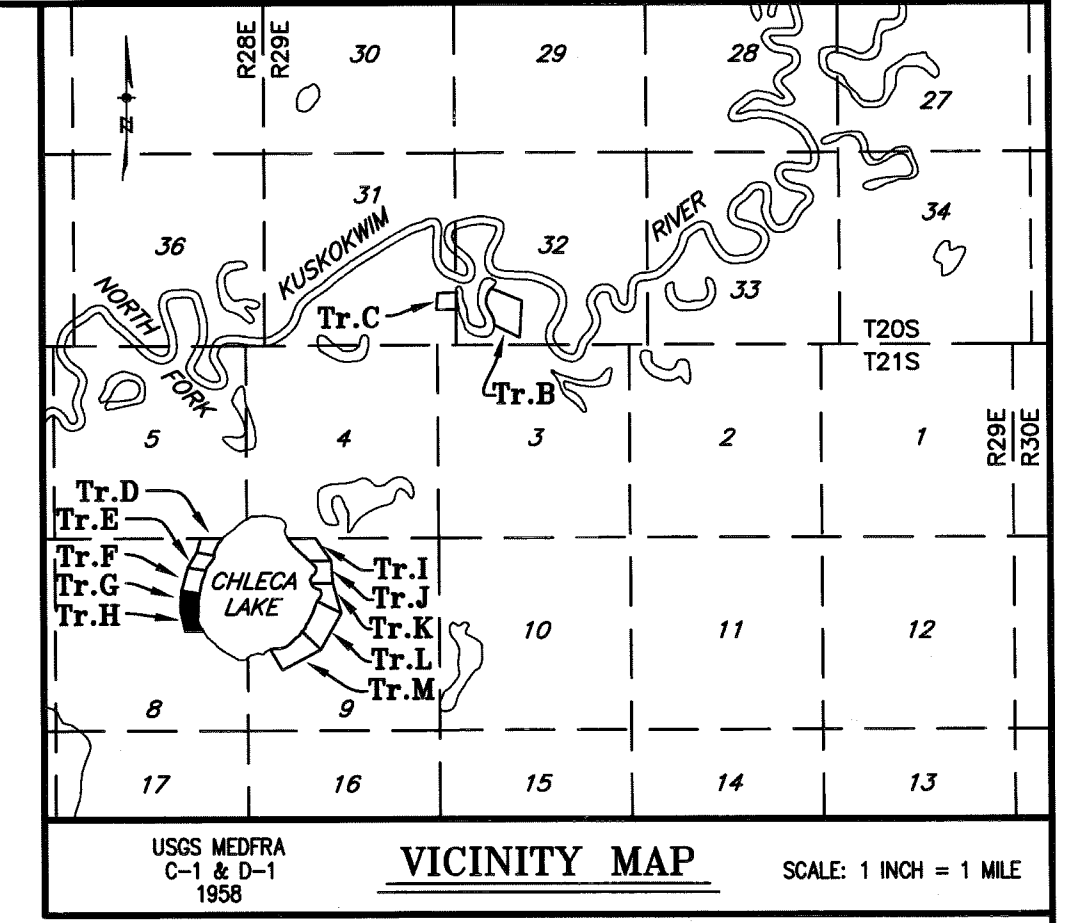 R28E
R29E
30
29
28
27
N
31
36
32
34
33
KUSKOKWIM
RIVER
NORTH
FORK
Tr.C
Tr.B
T20S
T21S
5
4
3
2
1
R29E
R30E
Tr.D
Tr.E
Tr.F
Tr.G
Tr.H
CHLECA
LAKE
Tr.I
Tr.J
Tr.K
Tr.L
Tr.M
10
11
12
8
9
17
16
15
14
13
USGS MEDFRA
C-1 & D-1
1958
VICINITY MAP
SCALE: 1 INCH = 1 MILE